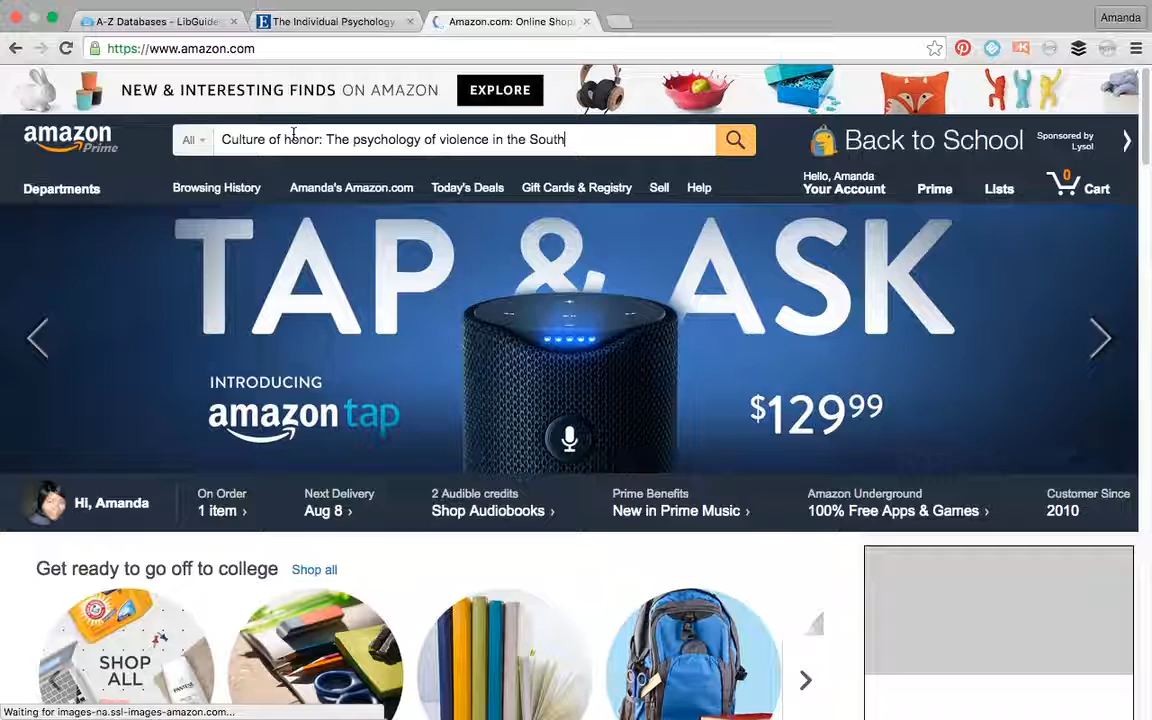 A-Z Databases - LibGuide
The Individual Psychology
Amazon.com: Online Shop
Amanda
https://www.amazon.com
NEW & INTERESTING FINDS ON AMAZON
EXPLORE
amazon
Prime
All
Culture of honor: The psychology of violence in the South
Back to School
Sponsored by
Lysol
Departments
Browsing History
Amanda's Amazon.com
Today's Deals
Gift Cards & Registry
Sell
Help
Hello, Amanda
Your Account
Prime
Lists
0
Cart
TAP & ASK
INTRODUCING
amazon tap
$129 99
Hi, Amanda
On Order
1 item ›
Next Delivery
Aug 8 ›
2 Audible credits
Shop Audiobooks ›
Prime Benefits
New in Prime Music ›
Amazon Underground
100% Free Apps & Games ›
Customer Since
2010
Get ready to go off to college
Shop all
ARM & HAMMER
SHOP
ALL
Waiting for images-na.ssl-images-amazon.com...